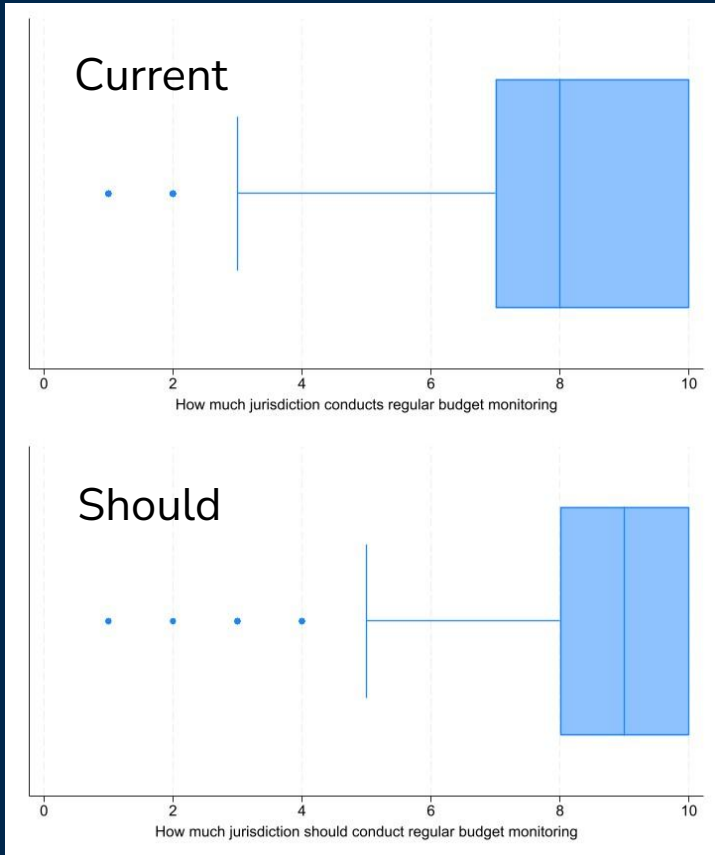 Current
0 2 4 6 8 10
How much jurisdiction conducts regular budget monitoring
Should
0 2 4 6 8 10
How much jurisdiction should conduct regular budget monitoring